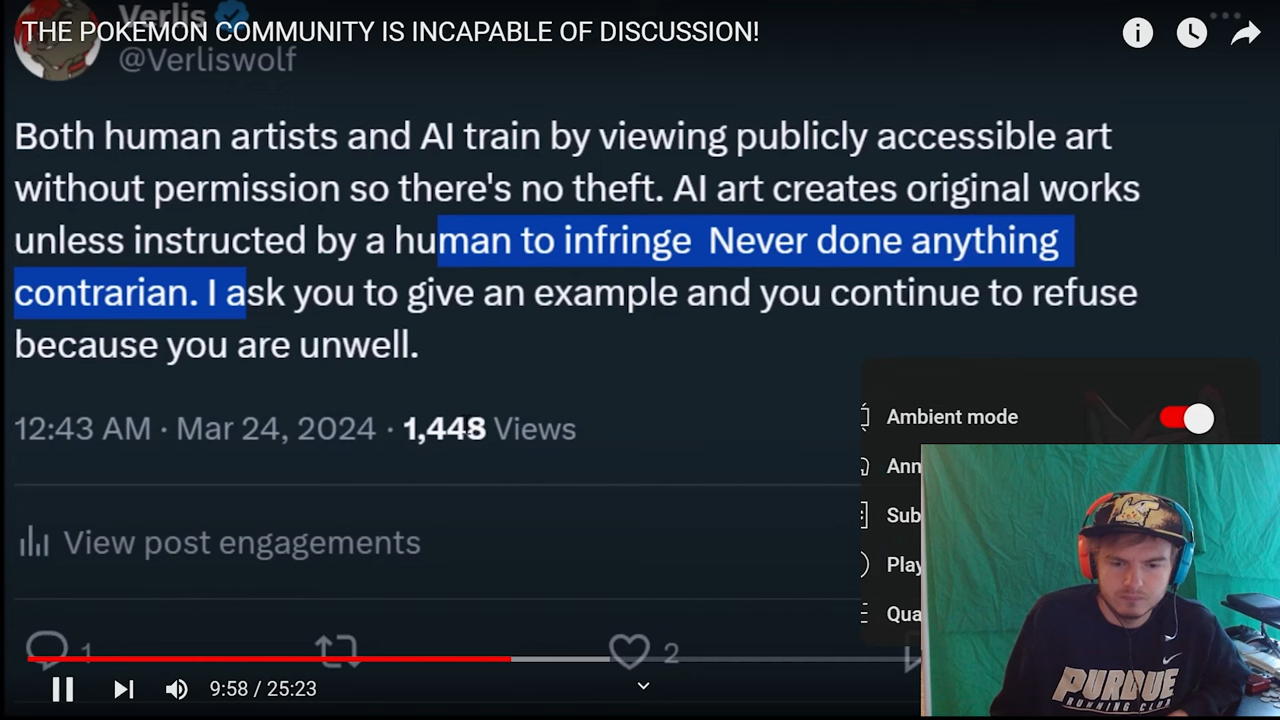 Verlis
THE POKEMON COMMUNITY IS INCAPABLE OF DISCUSSION!
@Verliswolf
Both human artists and AI train by viewing publicly accessible art
without permission so there's no theft. AI art creates original works
unless instructed by a human to infringe  Never done anything
contrarian. I ask you to give an example and you continue to refuse
because you are unwell.
12:43 AM · Mar 24, 2024 · 1,448 Views
Ambient mode
Ann
Sub
View post engagements
Play
Qua
1
2
9:58 / 25:23
PURDUE
RUNNING CLUB